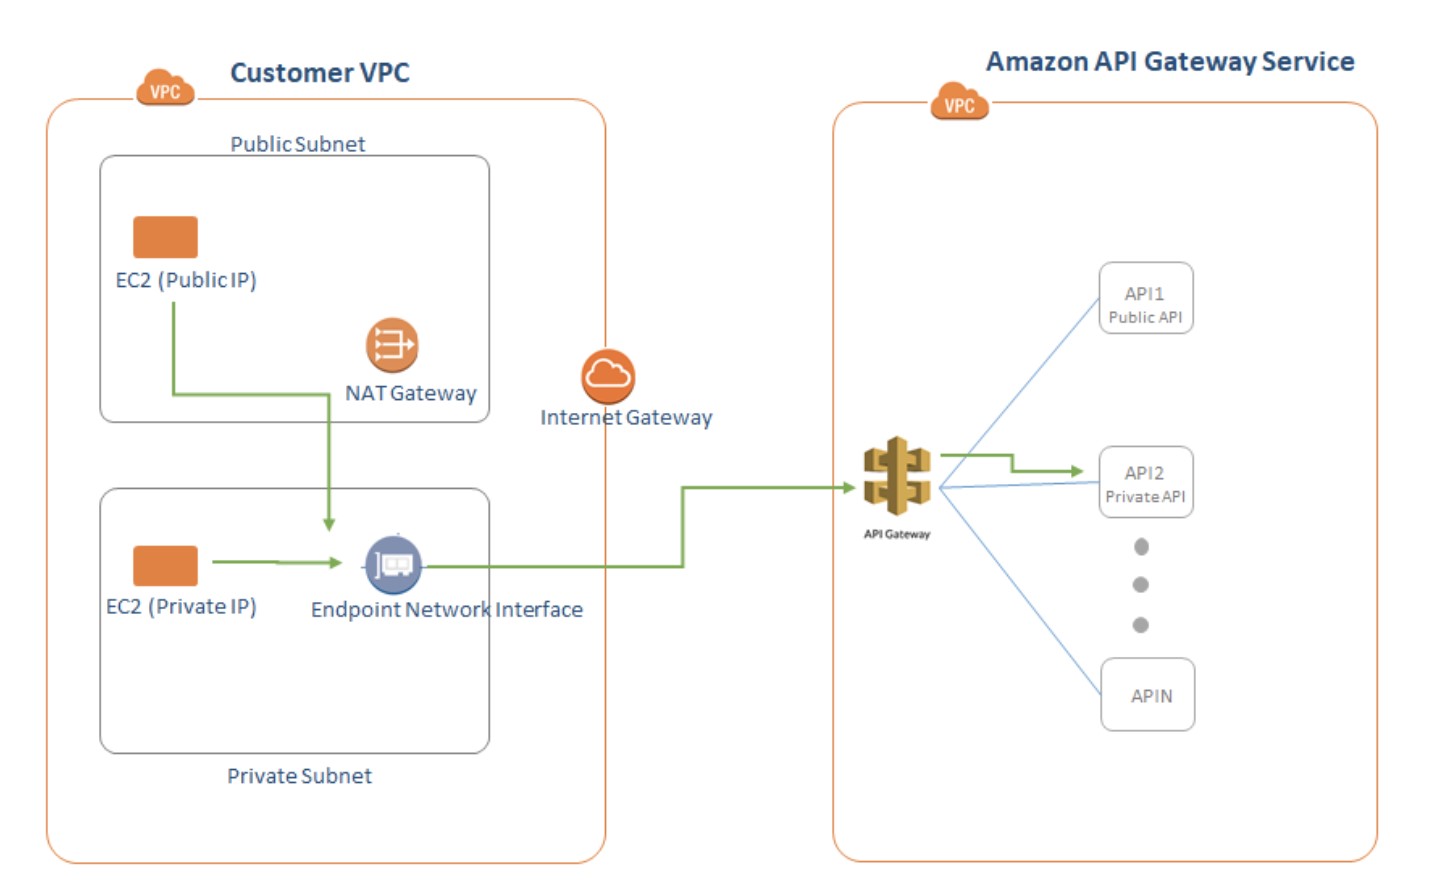 Customer VPC
VPC
Public Subnet
EC2 (Public IP)
NAT Gateway
Internet Gateway
EC2 (Private IP)
Endpoint Network Interface
Private Subnet
Amazon API Gateway Service
VPC
API Gateway
API1
Public API
API2
Private API
APIN